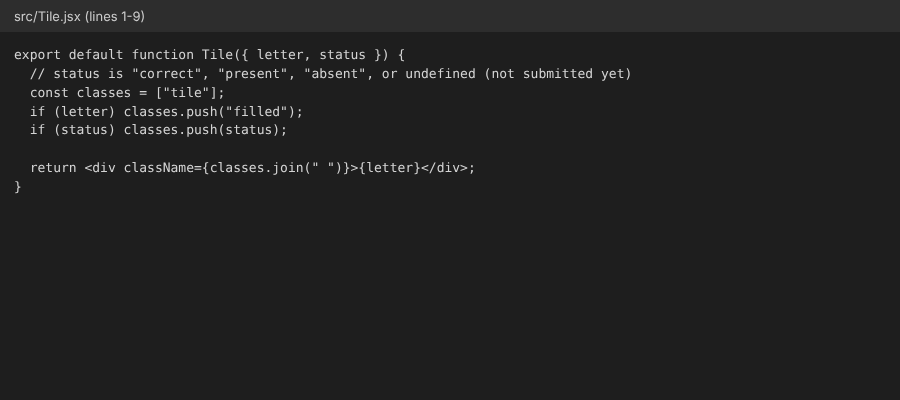 src/Tile.jsx (lines 1-9)
export default function Tile({ letter, status }) {
  // status is "correct", "present", "absent", or undefined (not submitted yet)
  const classes = ["tile"];
  if (letter) classes.push("filled");
  if (status) classes.push(status);

  return <div className={classes.join(" ")}>{letter}</div>;
}